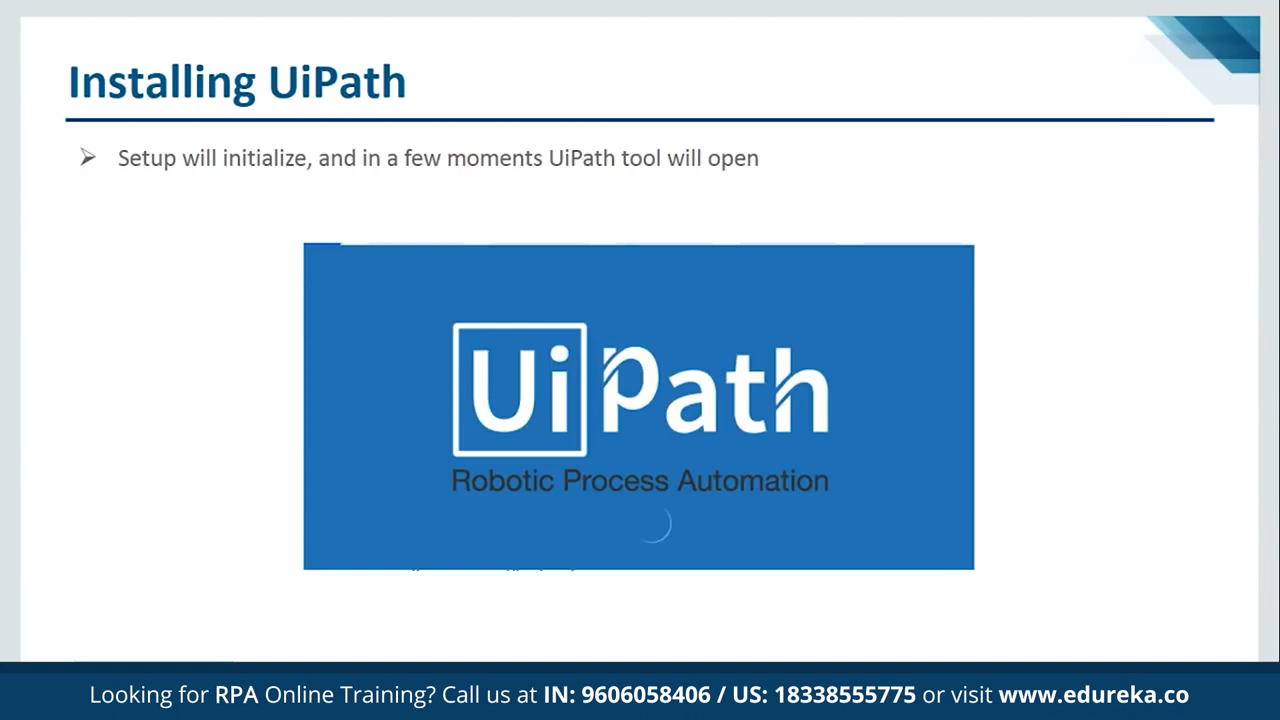 Installing UiPath
Setup will initialize, and in a few moments UiPath tool will open
UiPath
Robotic Process Automation
Looking for RPA Online Training? Call us at IN: 9606058406 / US: 18338555775 or visit www.edureka.co